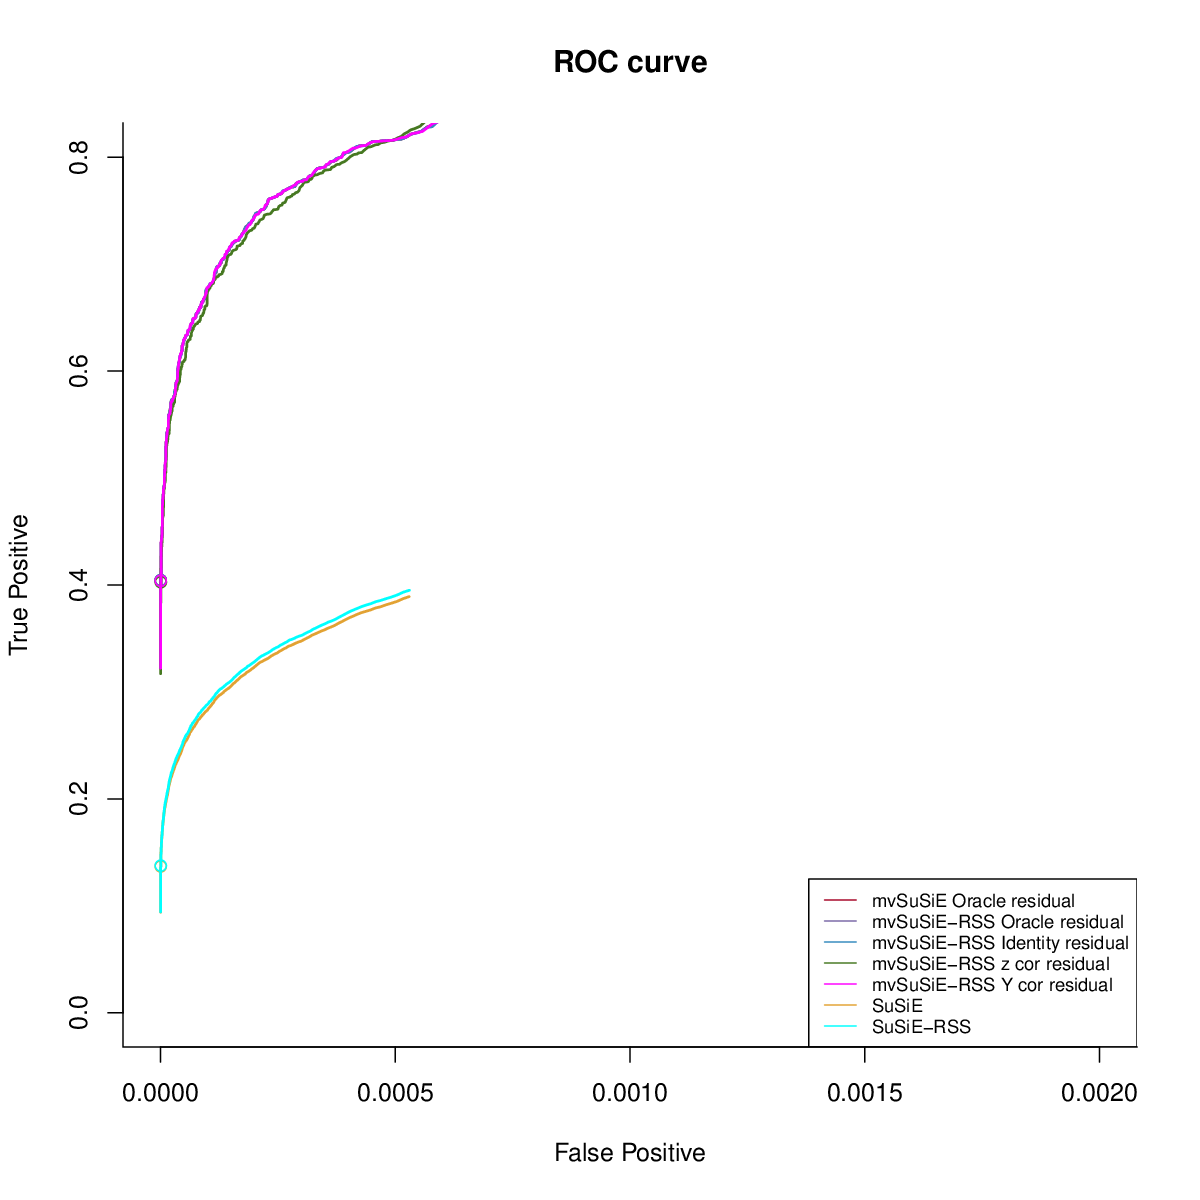 ROC curve
True Positive
0.8
0.6
0.4
0.2
0.0
mvSuSiE Oracle residual
mvSuSiE−RSS Oracle residual
mvSuSiE−RSS Identity residual
mvSuSiE−RSS z cor residual
mvSuSiE−RSS Y cor residual
SuSiE
SuSiE−RSS
0.0000 0.0005 0.0010 0.0015 0.0020
False Positive